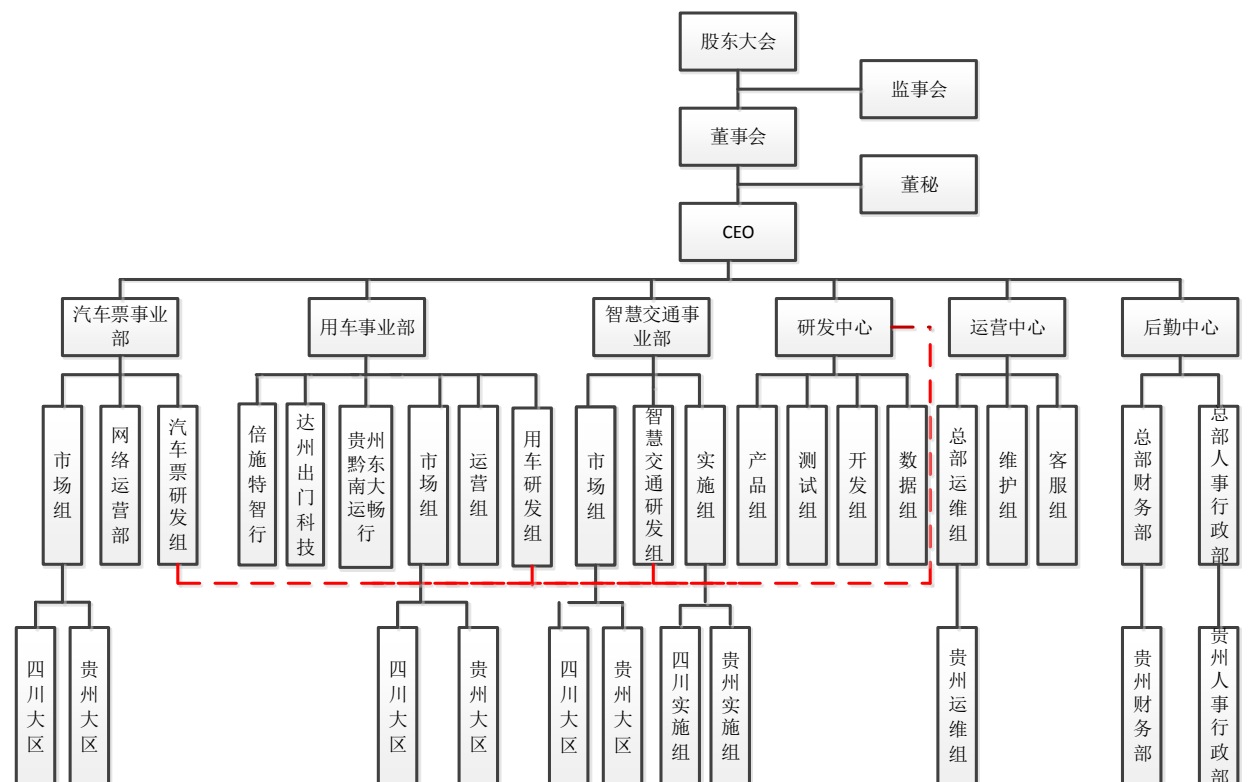 股东大会
监事会
董事会
董秘
CEO
汽车票事业
部
用车事业部
智慧交通事
业部
研发中心
运营中心
后勤中心
市场组
网络运营部
汽车票研发组
倍施特智行
达州出门科技
贵州
黔东
南大
运畅
行
市场组
运营组
用车研发组
市场组
智慧交通研发组
实施组
产品组
测试组
开发组
数据组
总部运维组
维护组
客服组
总部财务部
总部人事行政部
四川大区
贵州大区
四川大区
贵州大区
四川大区
贵州大区
四川实施组
贵州实施组
贵州运维组
贵州财务部
贵州人事行政部